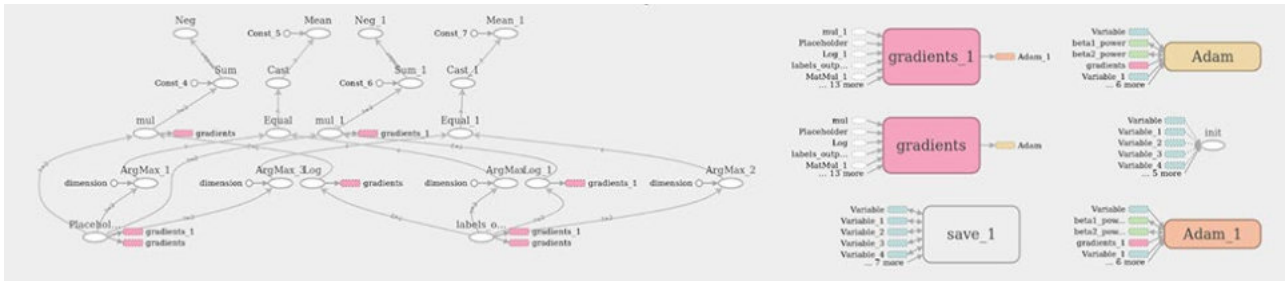 Neg
Const_5
Mean
Neg_1
Const_7
Mean_1
Const_4
Sum
Cast
Const_6
Sum_1
Cast_1
mul
gradients
Equal
mul_1
gradients_1
Equal_1
ArgMax_1
dimension
ArgMax_3
dimension
Log
gradients
ArgMax
dimension
Log_1
gradients_1
ArgMax_2
dimension
Placehol...
gradients_1
gradients
labels_o...
gradients_1
gradients
mul_1
Placeholder
Log_1
labels_outp...
MatMul_1
... 13 more
gradients_1
Adam_1
Variable
beta1_power
beta2_power
gradients
Variable_1
... 6 more
Adam
mul
Placeholder
Log
labels_outp...
MatMul_1
... 13 more
gradients
Adam
Variable
Variable_1
Variable_2
Variable_3
Variable_4
... 5 more
init
Variable
Variable_1
Variable_2
Variable_3
Variable_4
... 7 more
save_1
Variable
beta1_pow...
beta2_pow...
gradients_1
Variable_1
... 6 more
Adam_1